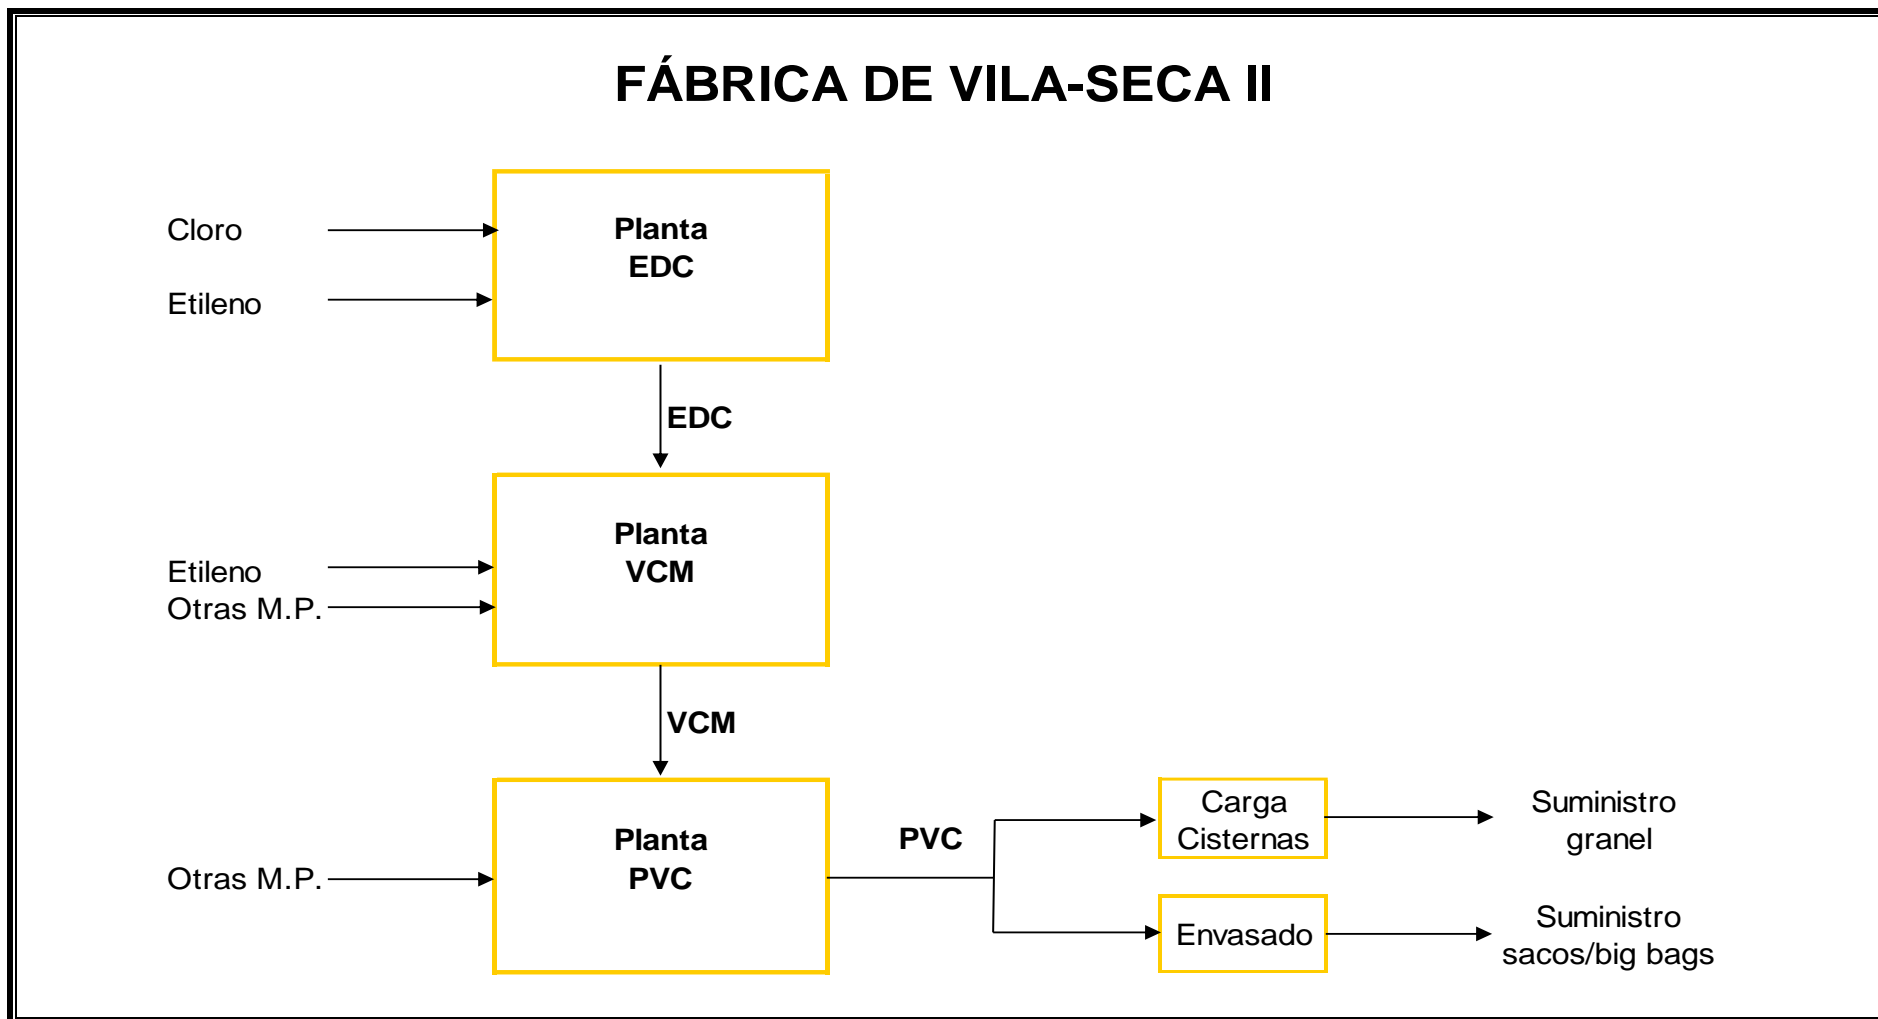 FÁBRICA DE VILA-SECA II
Cloro
Etileno
Planta
EDC
EDC
Etileno
Otras M.P.
Planta
VCM
VCM
Otras M.P.
Planta
PVC
PVC
Carga
Cisternas
Suministro
granel
Envasado
Suministro
sacos/big bags